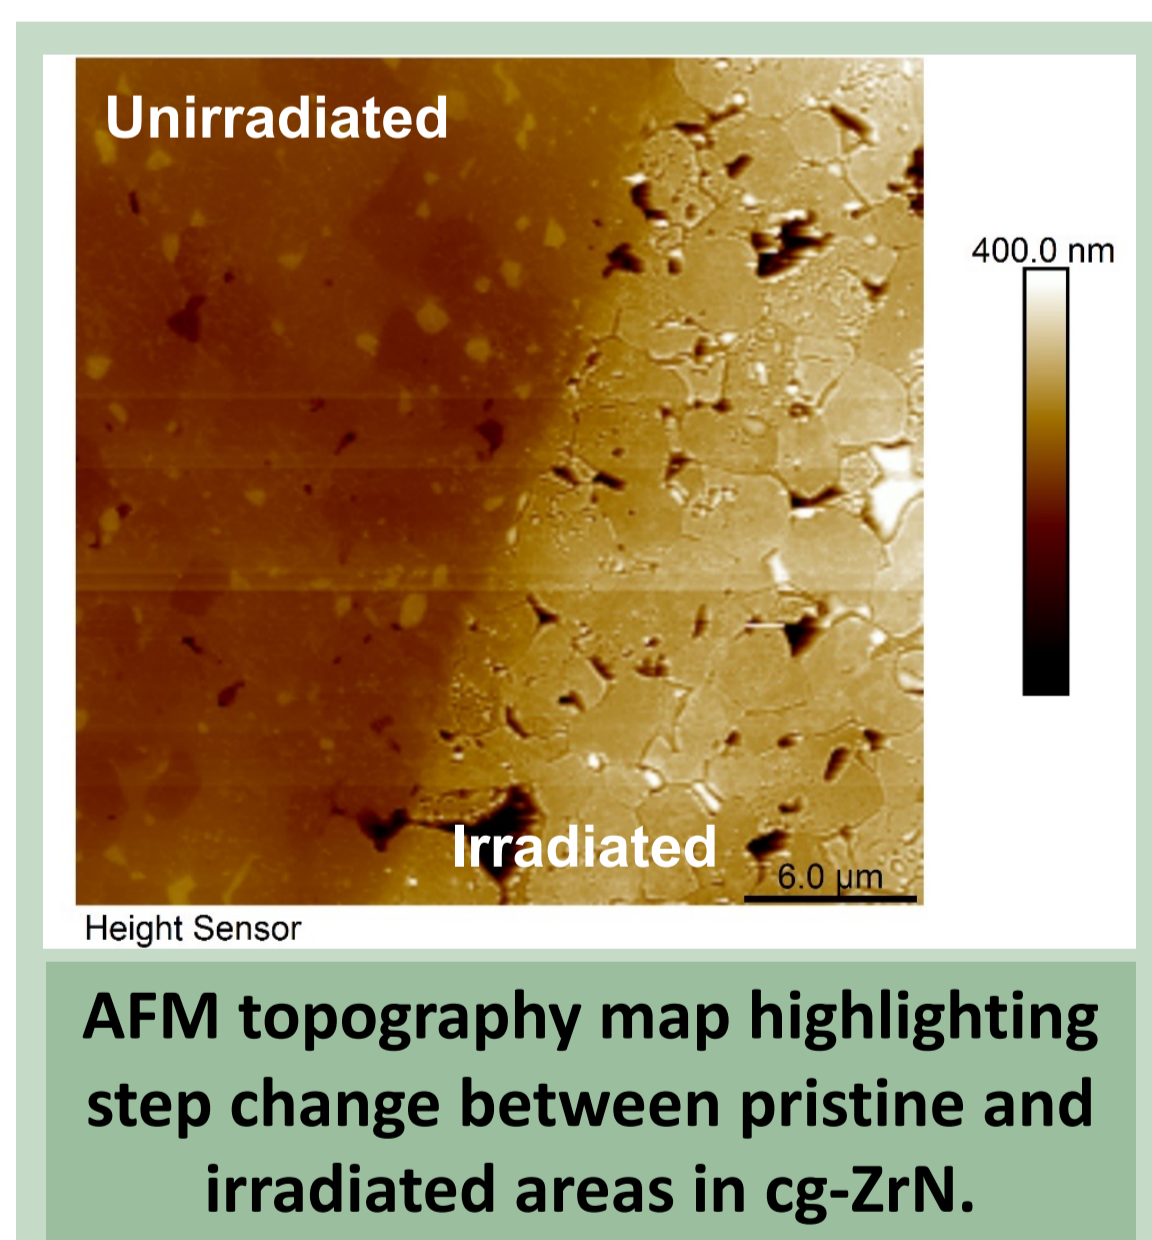 Unirradiated
400.0 nm
Irradiated
6.0 µm
Height Sensor
AFM topography map highlighting
step change between pristine and
irradiated areas in cg-ZrN.